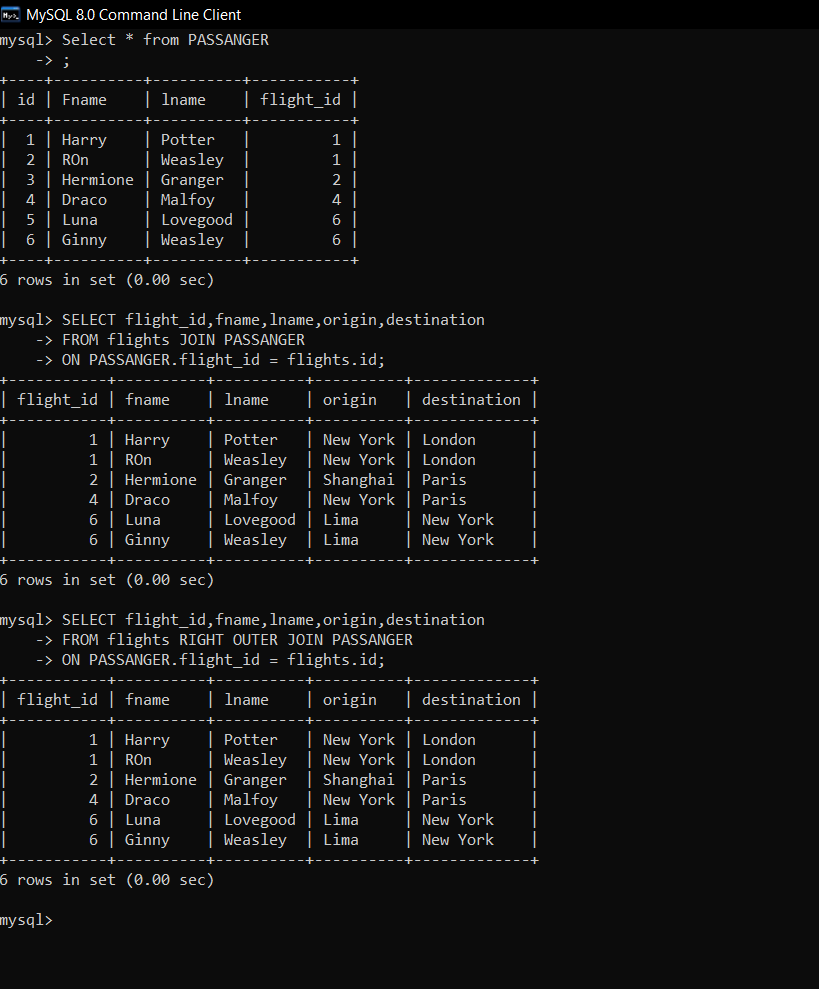 MySQL 8.0 Command Line Client
mysql> Select * from PASSANGER
    -> ;
+----+----------+----------+-----------+
| id | Fname    | lname    | flight_id |
+----+----------+----------+-----------+
|  1 | Harry    | Potter   |         1 |
|  2 | ROn      | Weasley  |         1 |
|  3 | Hermione | Granger  |         2 |
|  4 | Draco    | Malfoy   |         4 |
|  5 | Luna     | Lovegood |         6 |
|  6 | Ginny    | Weasley  |         6 |
+----+----------+----------+-----------+
6 rows in set (0.00 sec)

mysql> SELECT flight_id,fname,lname,origin,destination
    -> FROM flights JOIN PASSANGER
    -> ON PASSANGER.flight_id = flights.id;
+-----------+----------+----------+----------+-------------+
| flight_id | fname    | lname    | origin   | destination |
+-----------+----------+----------+----------+-------------+
|         1 | Harry    | Potter   | New York | London      |
|         1 | ROn      | Weasley  | New York | London      |
|         2 | Hermione | Granger  | Shanghai | Paris       |
|         4 | Draco    | Malfoy   | New York | Paris       |
|         6 | Luna     | Lovegood | Lima     | New York    |
|         6 | Ginny    | Weasley  | Lima     | New York    |
+-----------+----------+----------+----------+-------------+
6 rows in set (0.00 sec)

mysql> SELECT flight_id,fname,lname,origin,destination
    -> FROM flights RIGHT OUTER JOIN PASSANGER
    -> ON PASSANGER.flight_id = flights.id;
+-----------+----------+----------+----------+-------------+
| flight_id | fname    | lname    | origin   | destination |
+-----------+----------+----------+----------+-------------+
|         1 | Harry    | Potter   | New York | London      |
|         1 | ROn      | Weasley  | New York | London      |
|         2 | Hermione | Granger  | Shanghai | Paris       |
|         4 | Draco    | Malfoy   | New York | Paris       |
|         6 | Luna     | Lovegood | Lima     | New York    |
|         6 | Ginny    | Weasley  | Lima     | New York    |
+-----------+----------+----------+----------+-------------+
6 rows in set (0.00 sec)

mysql>